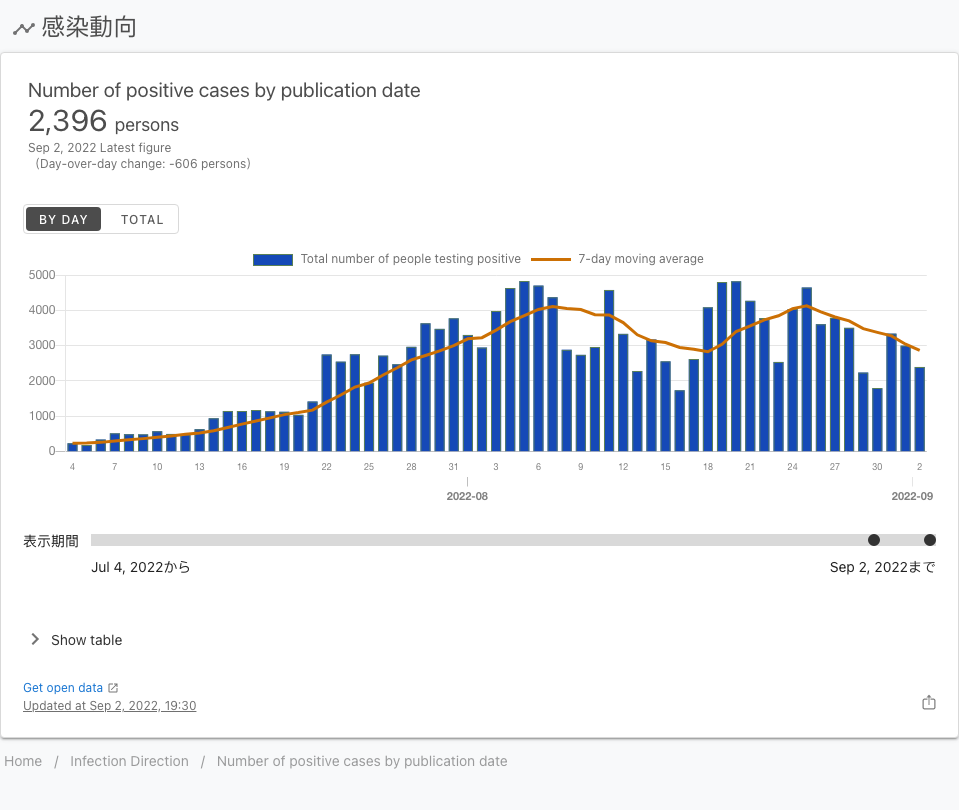 感染動向
Number of positive cases by publication date
2,396 persons
Sep 2, 2022 Latest figure
(Day-over-day change: -606 persons)
BY DAY TOTAL
Total number of people testing positive 7-day moving average
5000
4000
3000
2000
1000
0
4 7 10 13 16 19 22 25 28 31 3 6 9 12 15 18 21 24 27 30 2
2022-08 2022-09
表示期間
Jul 4, 2022から Sep 2, 2022まで
Show table
Get open data
Updated at Sep 2, 2022, 19:30
Home / Infection Direction / Number of positive cases by publication date